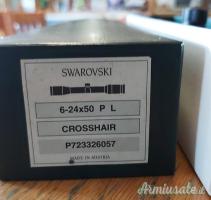 SWAROVSKI
6-24x50 P L
CROSSHAIR
P723326057
MADE IN AUSTRIA
Armiusate.it